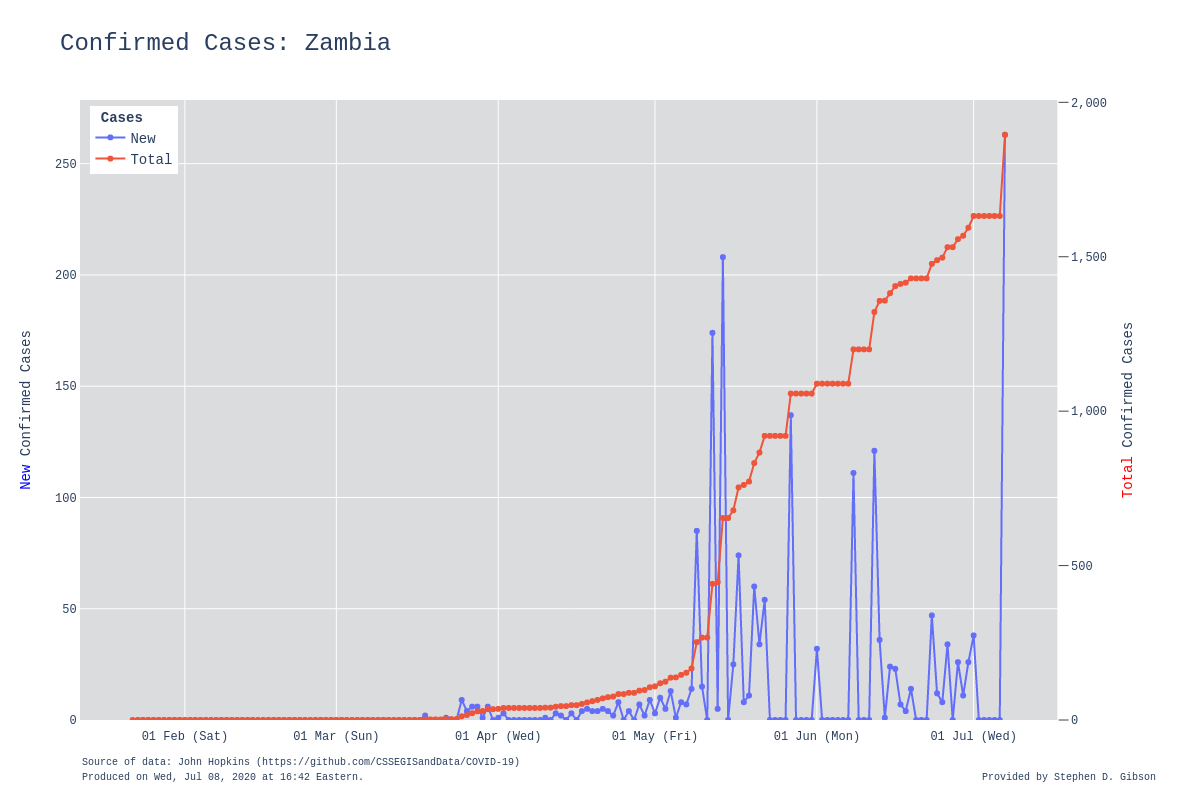 Confirmed Cases: Zambia
Cases
New
Total
250
200
150
100
50
0
New Confirmed Cases
2,000
1,500
1,000
500
0
Total Confirmed Cases
01 Feb (Sat)
01 Mar (Sun)
01 Apr (Wed)
01 May (Fri)
01 Jun (Mon)
01 Jul (Wed)
Source of data: John Hopkins (https://github.com/CSSEGISandData/COVID-19)
Produced on Wed, Jul 08, 2020 at 16:42 Eastern.
Provided by Stephen D. Gibson